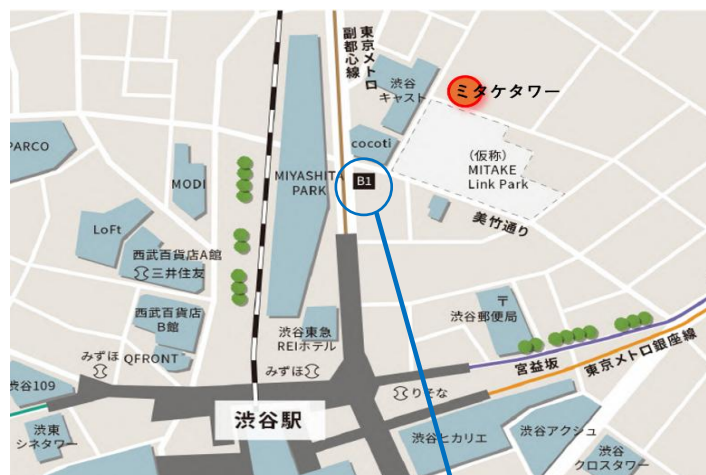 東京メトロ
副都心線
渋谷
キャスト
ミタケタワー
cocoti
（仮称）
MITAKE
Link Park
PARCO
MODI
MIYASHITA
PARK
B1
美竹通り
LoFt
西武百貨店A館
三井住友
西武百貨店
B館
渋谷東急
REIホテル
〒
渋谷郵便局
みずほ
QFRONT
みずほ
宮益坂
東京メトロ銀座線
渋谷109
りそな
渋谷駅
渋東
シネタワー
渋谷ヒカリエ
渋谷アクシュ
渋谷
クロスタワー